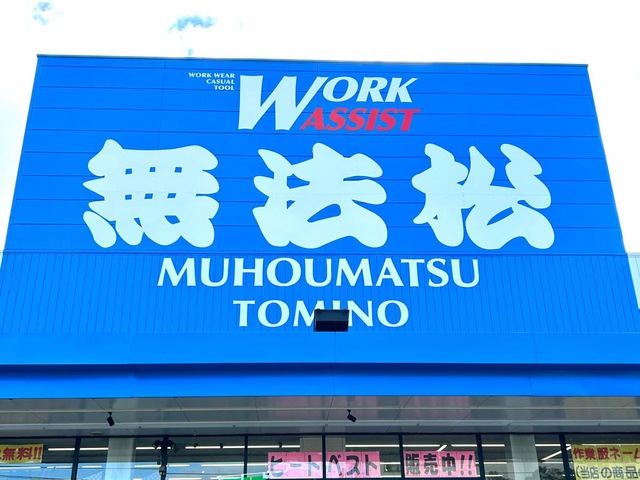 WORK WEAR
CASUAL
TOOL
WORK
ASSIST
無法松
MUHOUMATSU
TOMINO
無料!!
ヒートベスト
販売中!!
作業服ネーム
(当店の商品